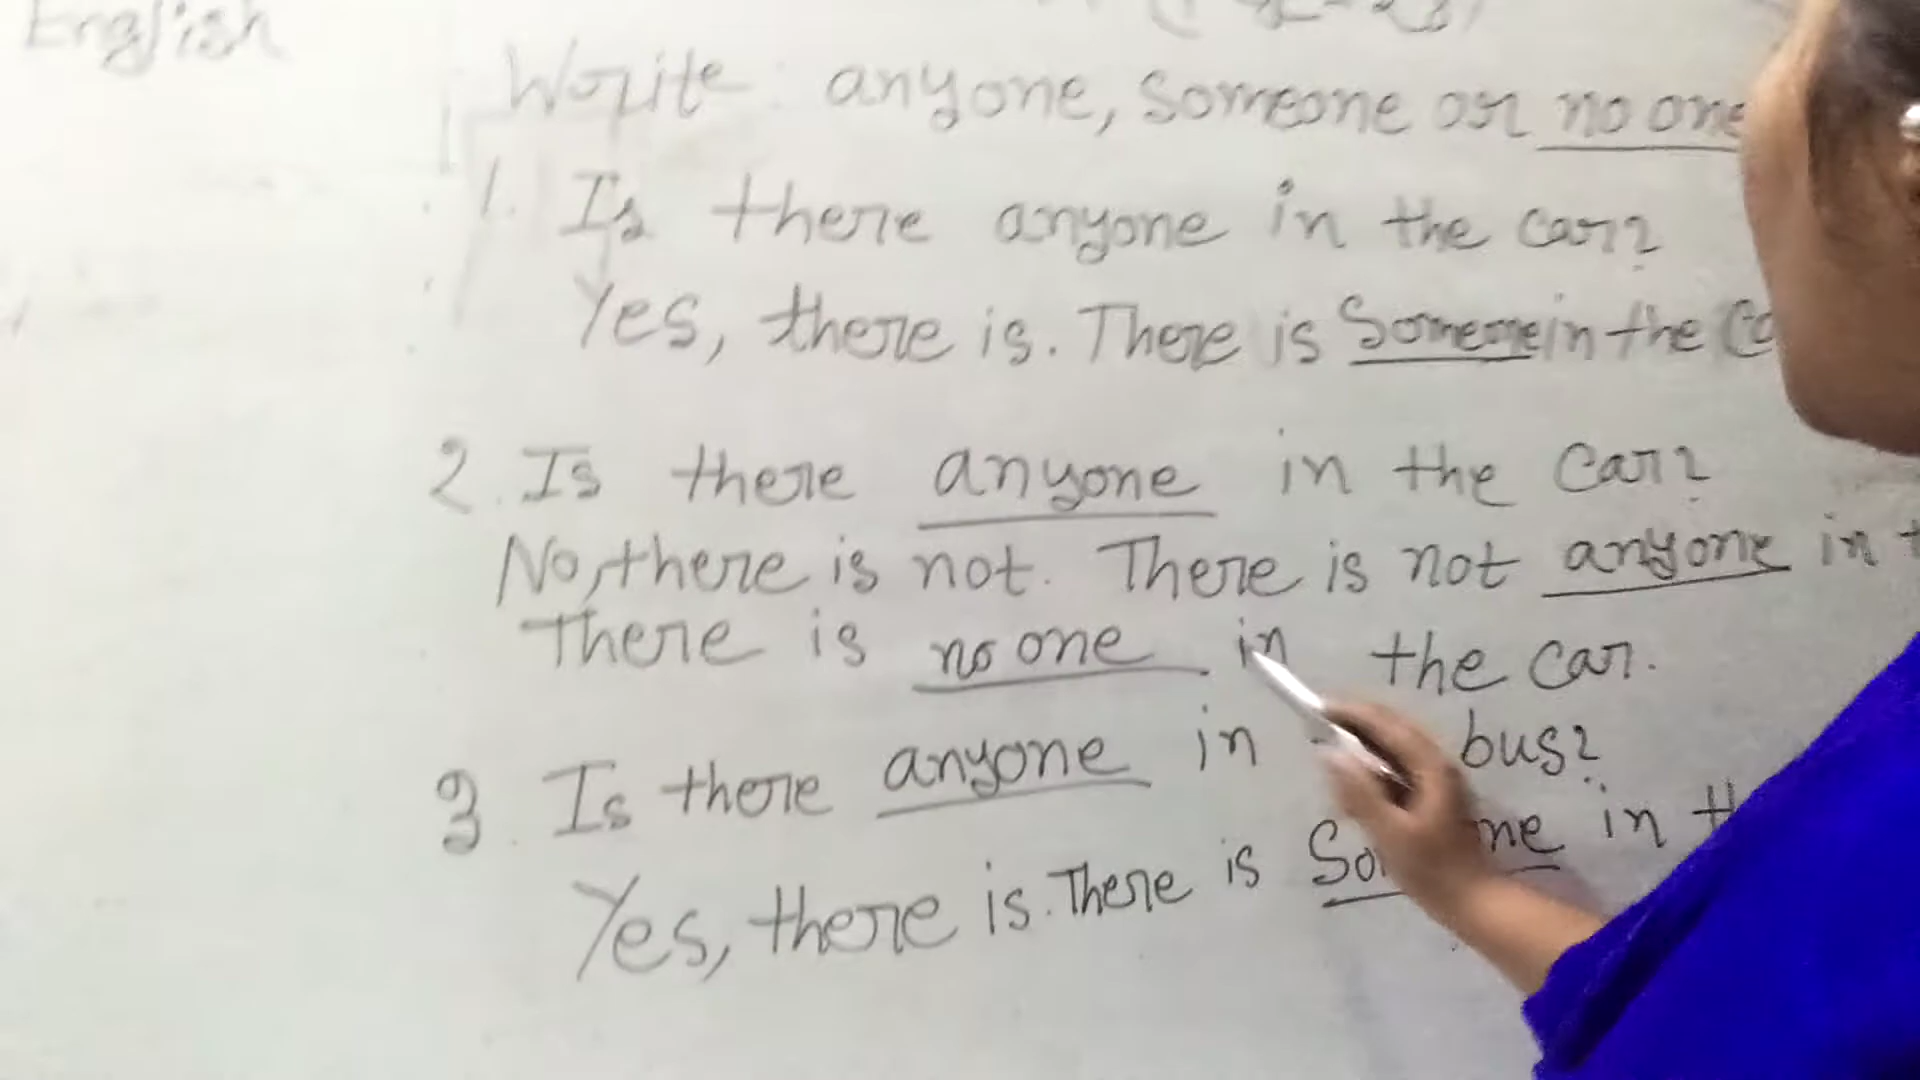 English
Write: anyone, Someone or no one
1. Is there anyone in the car?
Yes, there is. There is Someone in the
2. Is there anyone in the car?
No, there is not. There is not anyone in
There is no one in the car.
3. Is there anyone in bus?
Yes, there is. There is in